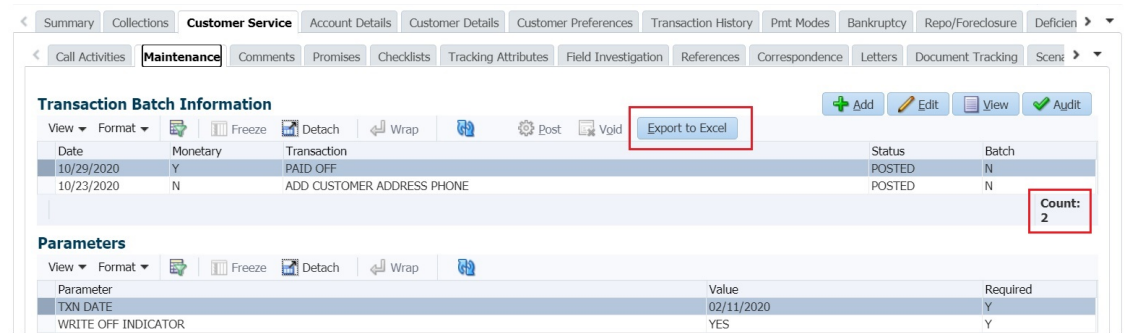 Summary Collections Customer Service Account Details Customer Details Customer Preferences Transaction History Pmt Modes Bankruptcy Repo/Foreclosure Deficien
Call Activities Maintenance Comments Promises Checklists Tracking Attributes Field Investigation References Correspondence Letters Document Tracking Scena
Transaction Batch Information Add Edit View Audit
View Format Freeze Detach Wrap Post Void Export to Excel
Date Monetary Transaction Status Batch
10/29/2020 Y PAID OFF POSTED N
10/23/2020 N ADD CUSTOMER ADDRESS PHONE POSTED N
Count:
2
Parameters
View Format Freeze Detach Wrap
Parameter Value Required
TXN DATE 02/11/2020 Y
WRITE OFF INDICATOR YES Y